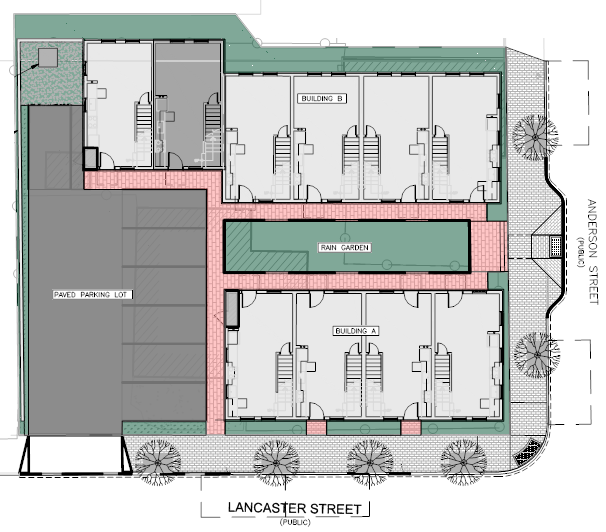 BUILDING B
RAIN GARDEN
PAVED PARKING LOT
BUILDING A
ANDERSON STREET
(PUBLIC)
LANCASTER STREET
(PUBLIC)